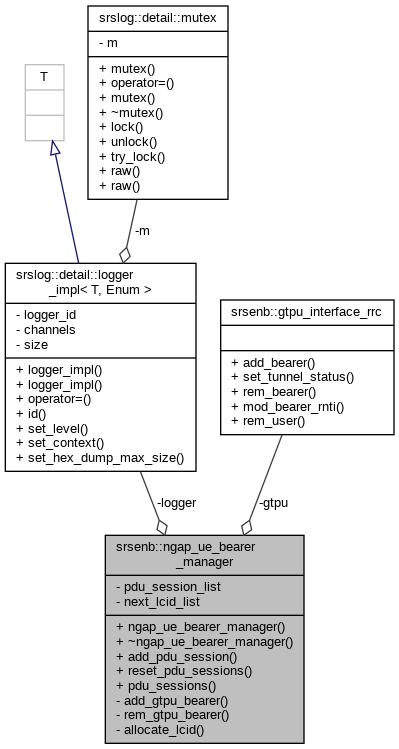 srslog::detail::mutex
- m
+ mutex()
+ operator=()
+ mutex()
+ ~mutex()
+ lock()
+ unlock()
+ try_lock()
+ raw()
+ raw()
T
-m
srslog::detail::logger
_impl< T, Enum >
- logger_id
- channels
- size
+ logger_impl()
+ logger_impl()
+ operator=()
+ id()
+ set_level()
+ set_context()
+ set_hex_dump_max_size()
srsenb::gtpu_interface_rrc
+ add_bearer()
+ set_tunnel_status()
+ rem_bearer()
+ mod_bearer_rnti()
+ rem_user()
-logger
-gtpu
srsenb::ngap_ue_bearer
_manager
- pdu_session_list
- next_lcid_list
+ ngap_ue_bearer_manager()
+ ~ngap_ue_bearer_manager()
+ add_pdu_session()
+ reset_pdu_sessions()
+ pdu_sessions()
- add_gtpu_bearer()
- rem_gtpu_bearer()
- allocate_lcid()